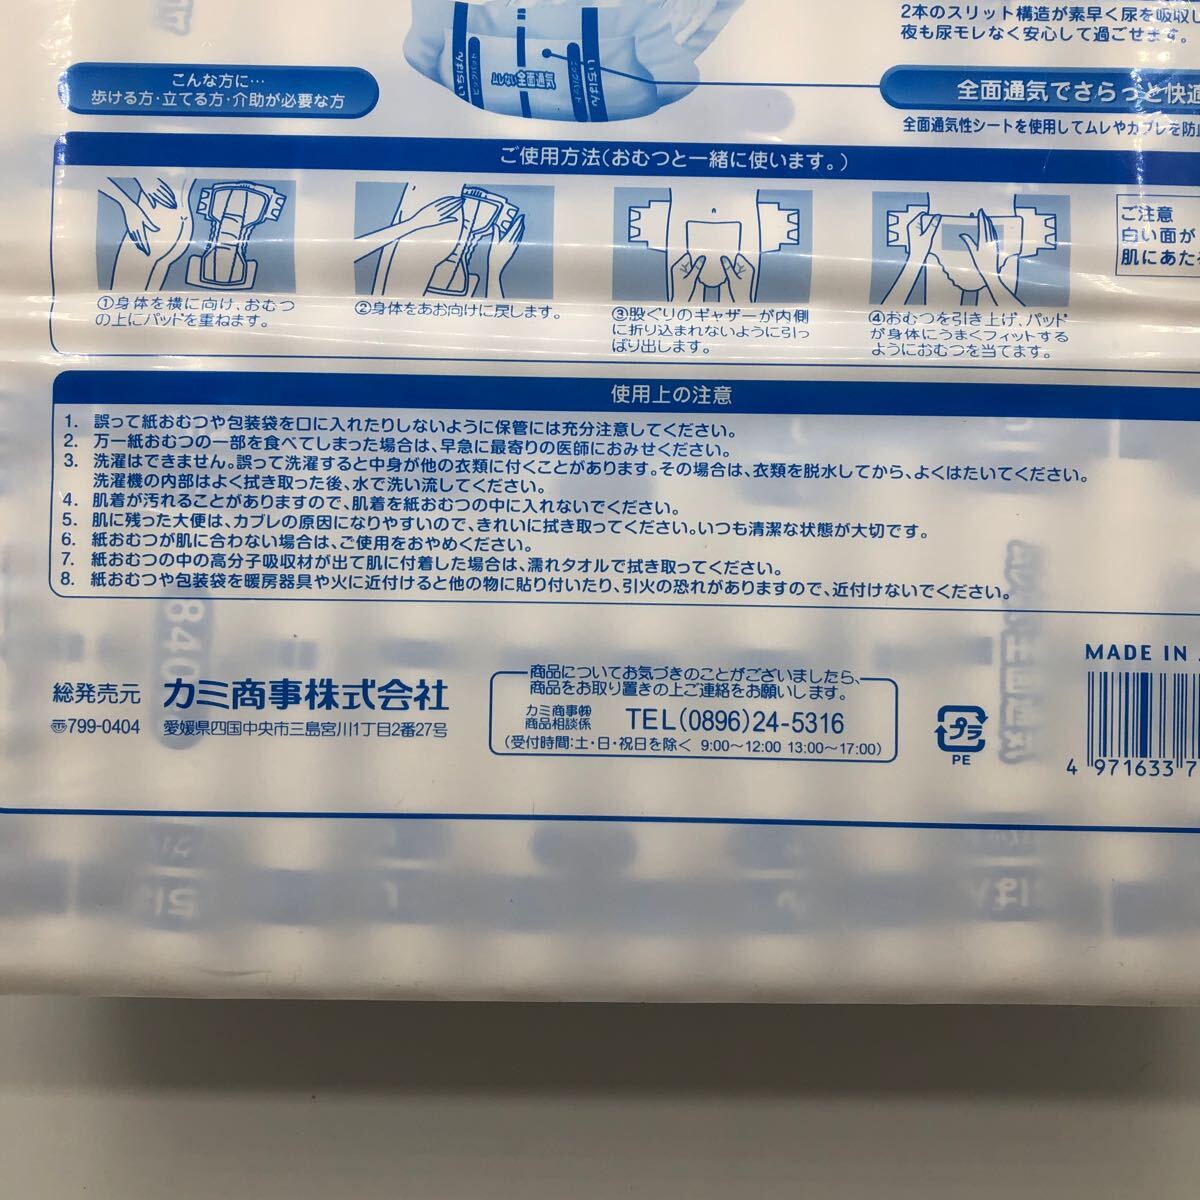 2本のスリット構造が素早く尿を吸収し
夜も尿モレなく安心して過ごせます。
いちばん
ムレない全面通気
いちばん
こんな方に…
歩ける方・立てる方・介助が必要な方
全面通気でさらっと快適
全面通気性シートを使用してムレやカブレを防止
ご使用方法(おむつと一緒に使います。)
①身体を横に向け、おむつ
の上にパッドを重ねます。
②身体をあお向けに戻します。
③股ぐりのギャザーが内側
に折り込まれないように引っ
ぱり出します。
④おむつを引き上げ、パッド
が身体にうまくフィットする
ようにおむつを当てます。
ご注意
白い面が
肌にあた
使用上の注意
1. 誤って紙おむつや包装袋を口に入れたりしないように保管には充分注意してください。
2. 万一紙おむつの一部を食べてしまった場合は、早急に最寄りの医師におみせください。
3. 洗濯はできません。誤って洗濯すると中身が他の衣類に付くことがあります。その場合は、衣類を脱水してから、よくはたいてください。
洗濯機の内部はよく拭き取った後、水で洗い流してください。
4. 肌着が汚れることがありますので、肌着を紙おむつの中に入れないでください。
5. 肌に残った大便は、カブレの原因になりやすいので、きれいに拭き取ってください。いつも清潔な状態が大切です。
6. 紙おむつが肌に合わない場合は、ご使用をおやめください。
7. 紙おむつの中の高分子吸収材が出て肌に付着した場合は、濡れタオルで拭き取ってください。
8. 紙おむつや包装袋を暖房器具や火に近付けると他の物に貼り付いたり、引火の恐れがありますので、近付けないでください。
総発売元 カミ商事株式会社
〠799-0404 愛媛県四国中央市三島宮川1丁目2番27号
商品についてお気づきのことがございましたら、
商品をお取り置きの上ご連絡をお願いします。
カミ商事㈱
商品相談係 TEL(0896)24-5316
(受付時間:土・日・祝日を除く 9:00〜12:00 13:00〜17:00)
プラ
PE
MADE IN
4 971633 7